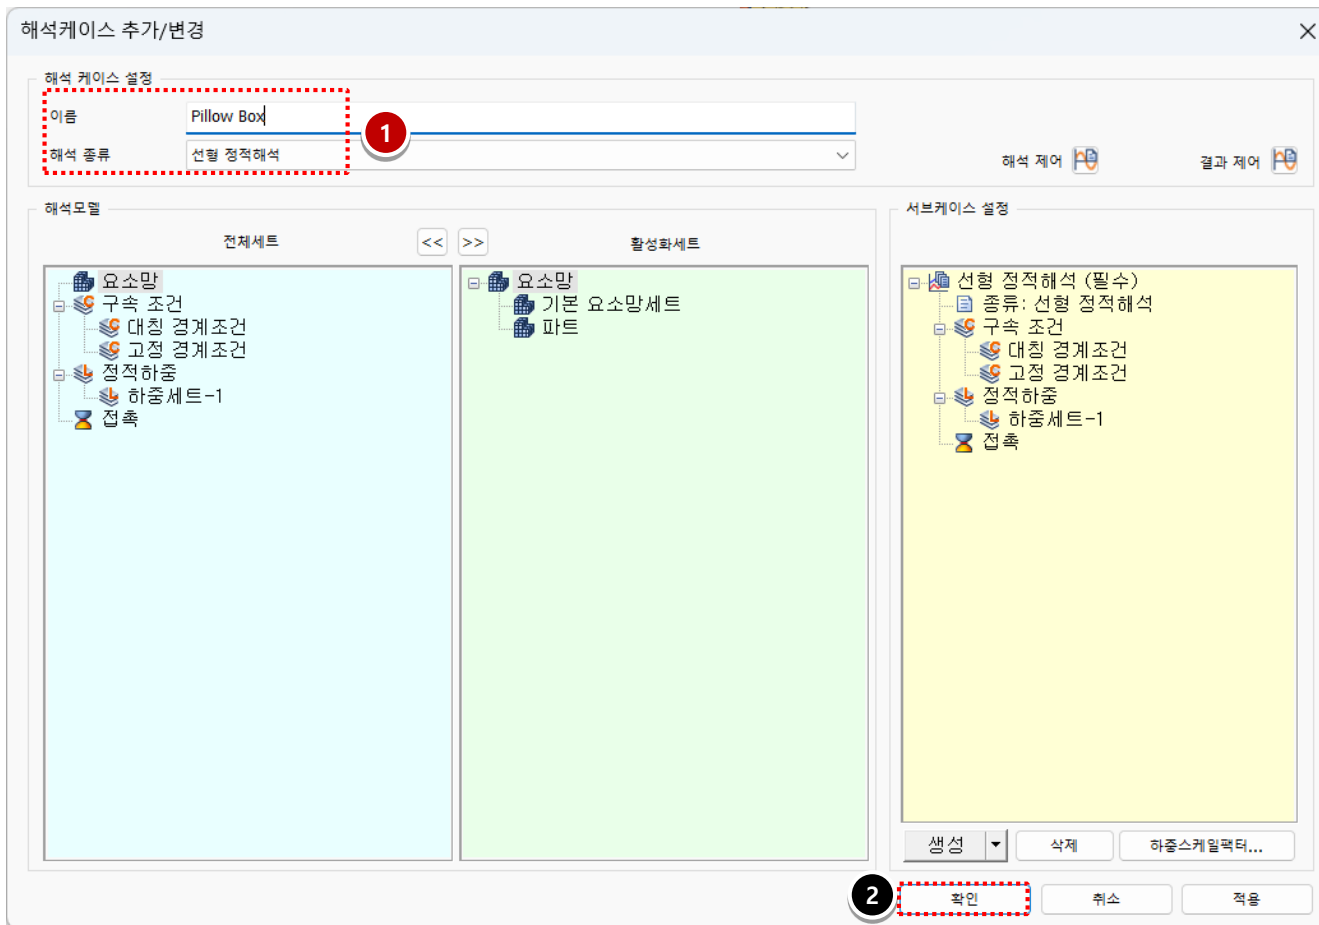 해석케이스 추가/변경
해석 케이스 설정
이름
Pillow Box
1
해석 종류
선형 정적해석
해석 제어
결과 제어
해석모델
전체세트
<<
>>
활성화세트
요소망
구속 조건
대칭 경계조건
고정 경계조건
정적하중
하중세트-1
접촉
요소망
기본 요소망세트
파트
서브케이스 설정
선형 정적해석 (필수)
종류: 선형 정적해석
구속 조건
대칭 경계조건
고정 경계조건
정적하중
하중세트-1
접촉
생성
삭제
하중스케일팩터...
2
확인
취소
적용